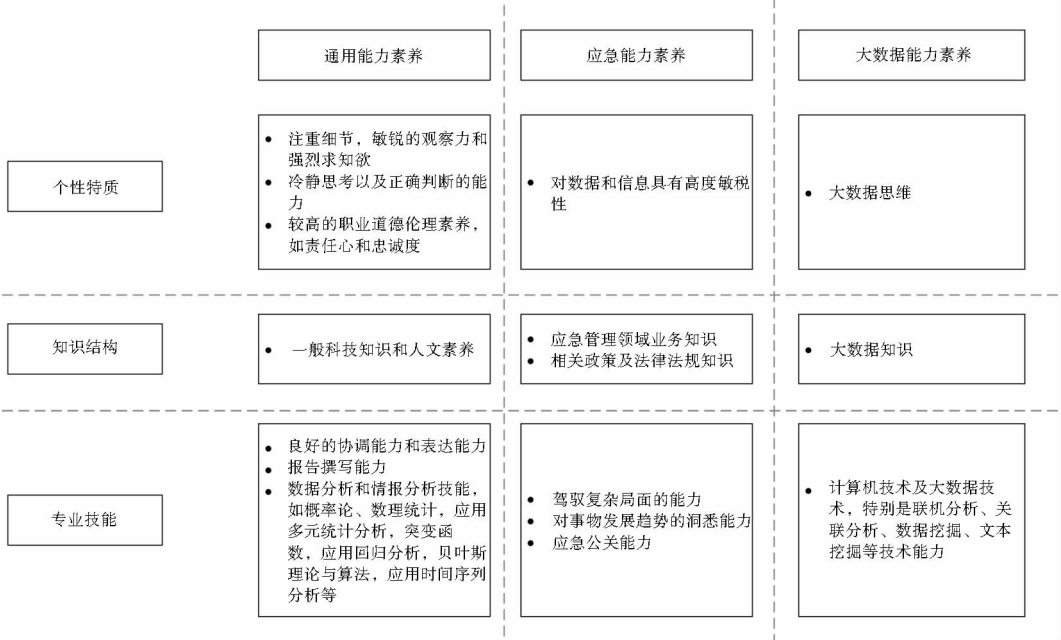 通用能力素养
应急能力素养
大数据能力素养
个性特质
• 注重细节，敏锐的观察力和
强烈求知欲
• 冷静思考以及正确判断的能
力
• 较高的职业道德伦理素养，
如责任心和忠诚度
• 对数据和信息具有高度敏税
性
• 大数据思维
知识结构
• 一般科技知识和人文素养
• 应急管理领域业务知识
• 相关政策及法律法规知识
• 大数据知识
专业技能
• 良好的协调能力和表达能力
• 报告撰写能力
• 数据分析和情报分析技能，
如概率论、数理统计，应用
多元统计分析，突变函
数，应用回归分析，贝叶斯
理论与算法，应用时间序列
分析等
• 驾驭复杂局面的能力
• 对事物发展趋势的洞悉能力
• 应急公关能力
• 计算机技术及大数据技
术，特别是联机分析、关
联分析、数据挖掘、文本
挖掘等技术能力